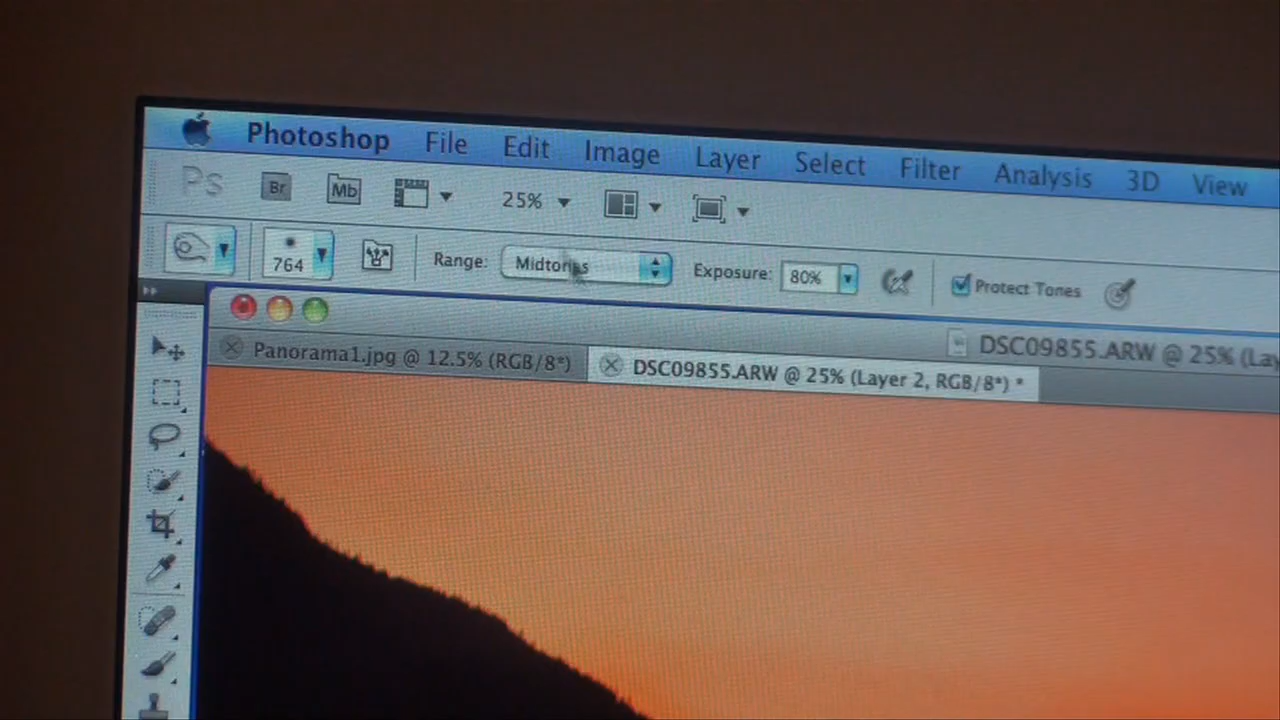 Photoshop File Edit Image Layer Select Filter Analysis 3D View
Ps Br Mb 25%
764 Range: Midtones Exposure: 80% Protect Tones
DSC09855.ARW @ 25% (La
Panorama1.jpg @ 12.5% (RGB/8*) DSC09855.ARW @ 25% (Layer 2, RGB/8*) *